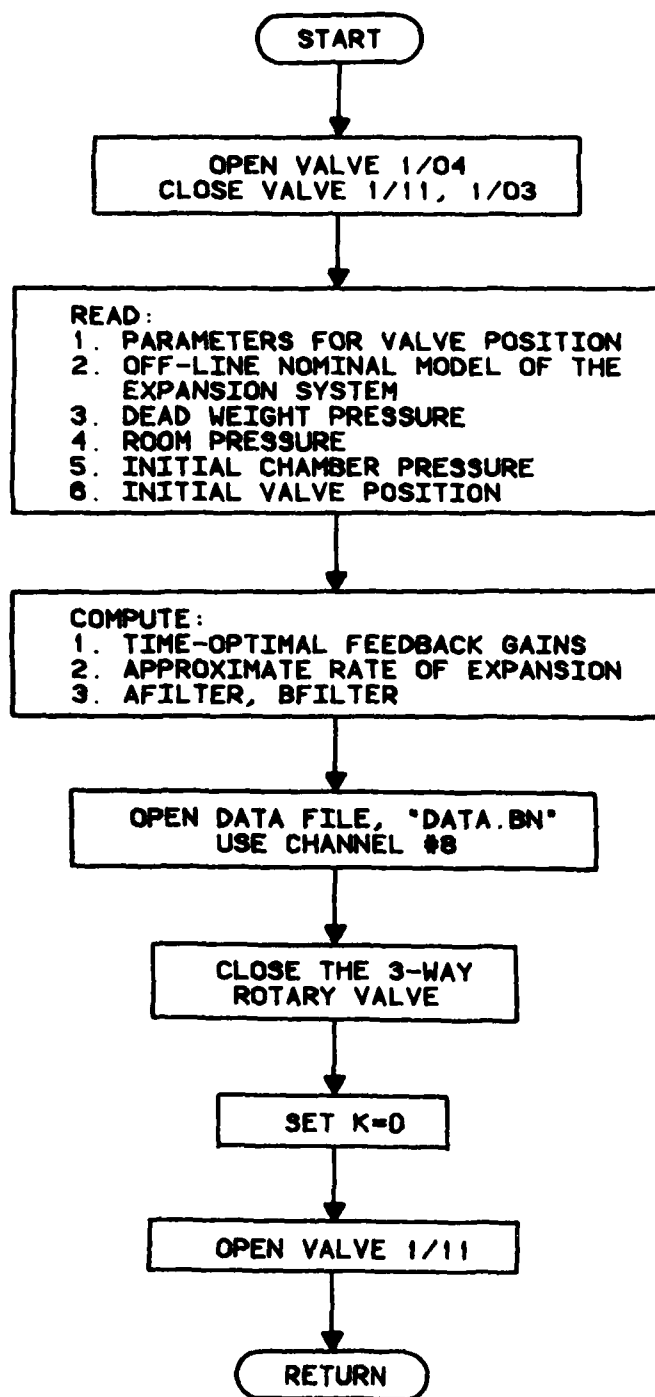 START
OPEN VALVE 1/04
CLOSE VALVE 1/11, 1/03
READ:
1. PARAMETERS FOR VALVE POSITION
2. OFF-LINE NOMINAL MODEL OF THE
EXPANSION SYSTEM
3. DEAD WEIGHT PRESSURE
4. ROOM PRESSURE
5. INITIAL CHAMBER PRESSURE
6. INITIAL VALVE POSITION
COMPUTE:
1. TIME-OPTIMAL FEEDBACK GAINS
2. APPROXIMATE RATE OF EXPANSION
3. AFILTER, BFILTER
OPEN DATA FILE, "DATA.BN"
USE CHANNEL #8
CLOSE THE 3-WAY
ROTARY VALVE
SET K=0
OPEN VALVE 1/11
RETURN